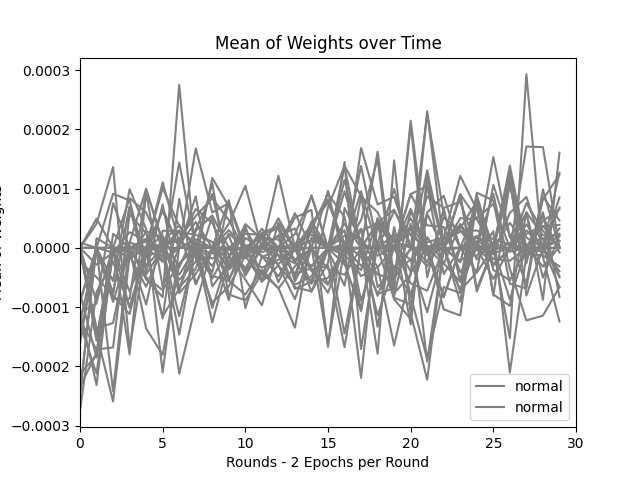 Mean of Weights over Time
0.0003
0.0002
0.0001
0.0000
−0.0001
−0.0002
−0.0003
0 5 10 15 20 25 30
Rounds - 2 Epochs per Round
normal
normal